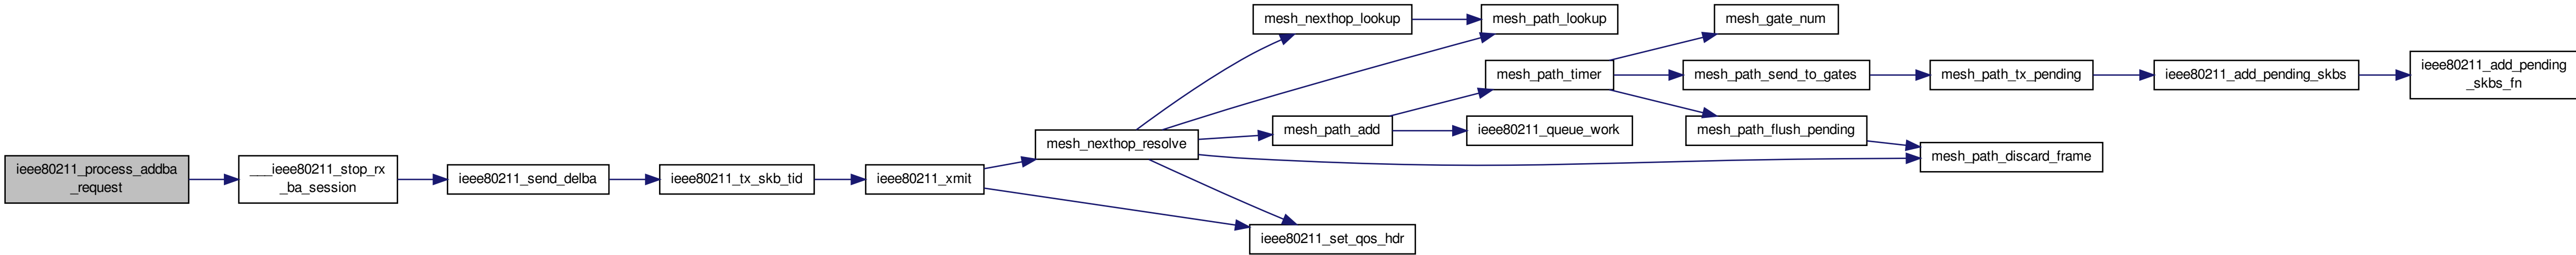 ieee80211_process_addba
_request
___ieee80211_stop_rx
_ba_session
ieee80211_send_delba
ieee80211_tx_skb_tid
ieee80211_xmit
mesh_nexthop_resolve
mesh_nexthop_lookup
mesh_path_lookup
mesh_path_add
mesh_path_timer
ieee80211_queue_work
mesh_gate_num
mesh_path_send_to_gates
mesh_path_flush_pending
mesh_path_tx_pending
mesh_path_discard_frame
ieee80211_add_pending_skbs
ieee80211_add_pending
_skbs_fn
ieee80211_set_qos_hdr